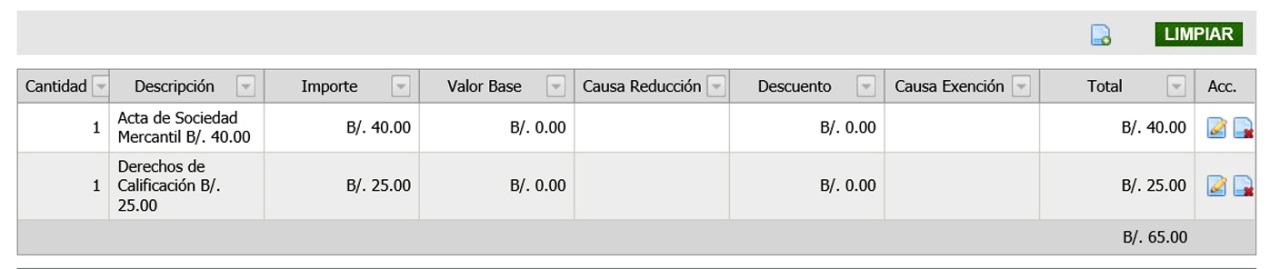 LIMPIAR
Cantidad Descripción Importe Valor Base Causa Reducción Descuento Causa Exención Total Acc.
1 Acta de Sociedad Mercantil B/. 40.00 B/. 40.00 B/. 0.00 B/. 0.00 B/. 40.00
1 Derechos de Calificación B/. 25.00 B/. 25.00 B/. 0.00 B/. 0.00 B/. 25.00
B/. 65.00